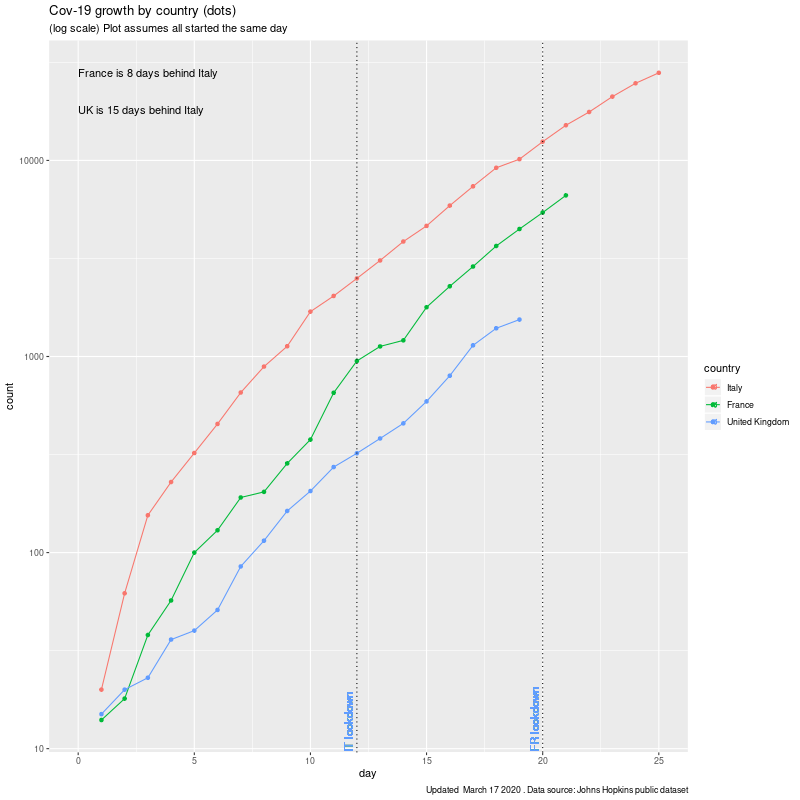 Cov-19 growth by country (dots)
(log scale) Plot assumes all started the same day
France is 8 days behind Italy
UK is 15 days behind Italy
10000
1000
100
10
count
IT lockdown
FR lockdown
0 5 10 15 20 25
day
country
Italy
France
United Kingdom
Updated March 17 2020 . Data source: Johns Hopkins public dataset